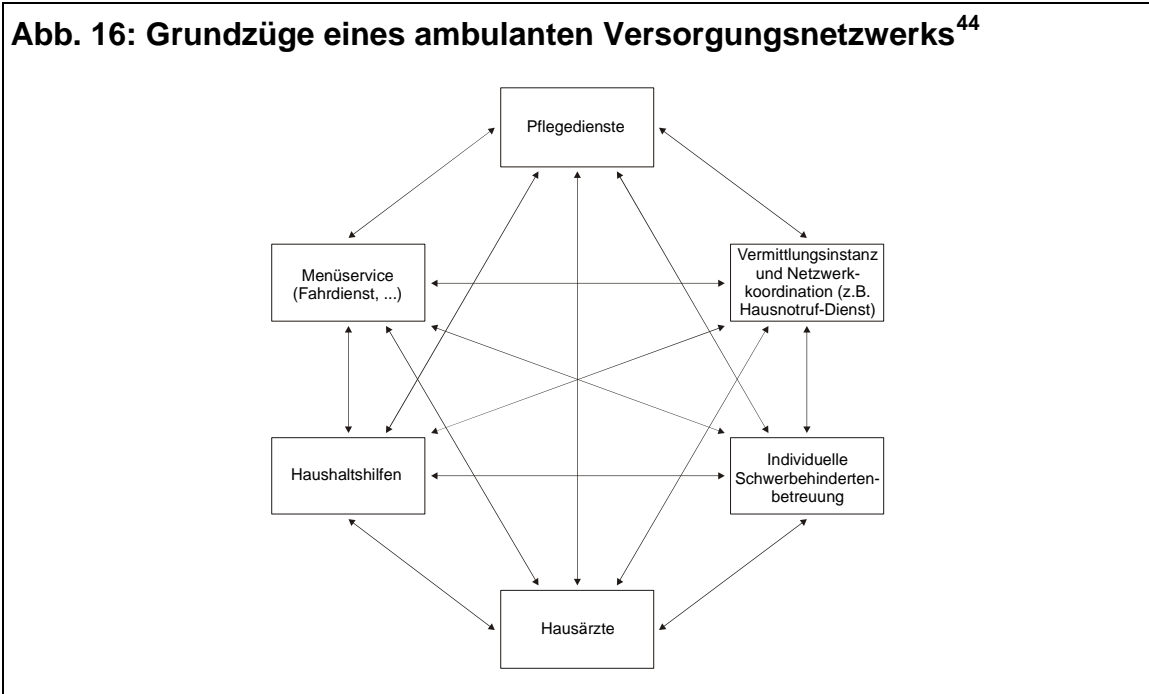 Abb. 16: Grundzüge eines ambulanten Versorgungsnetzwerks44
Pflegedienste
Menüservice
(Fahrdienst, ...)
Vermittlungsinstanz
und Netzwerk-
koordination (z.B.
Hausnotruf-Dienst)
Haushaltshilfen
Individuelle
Schwerbehinderten-
betreuung
Hausärzte